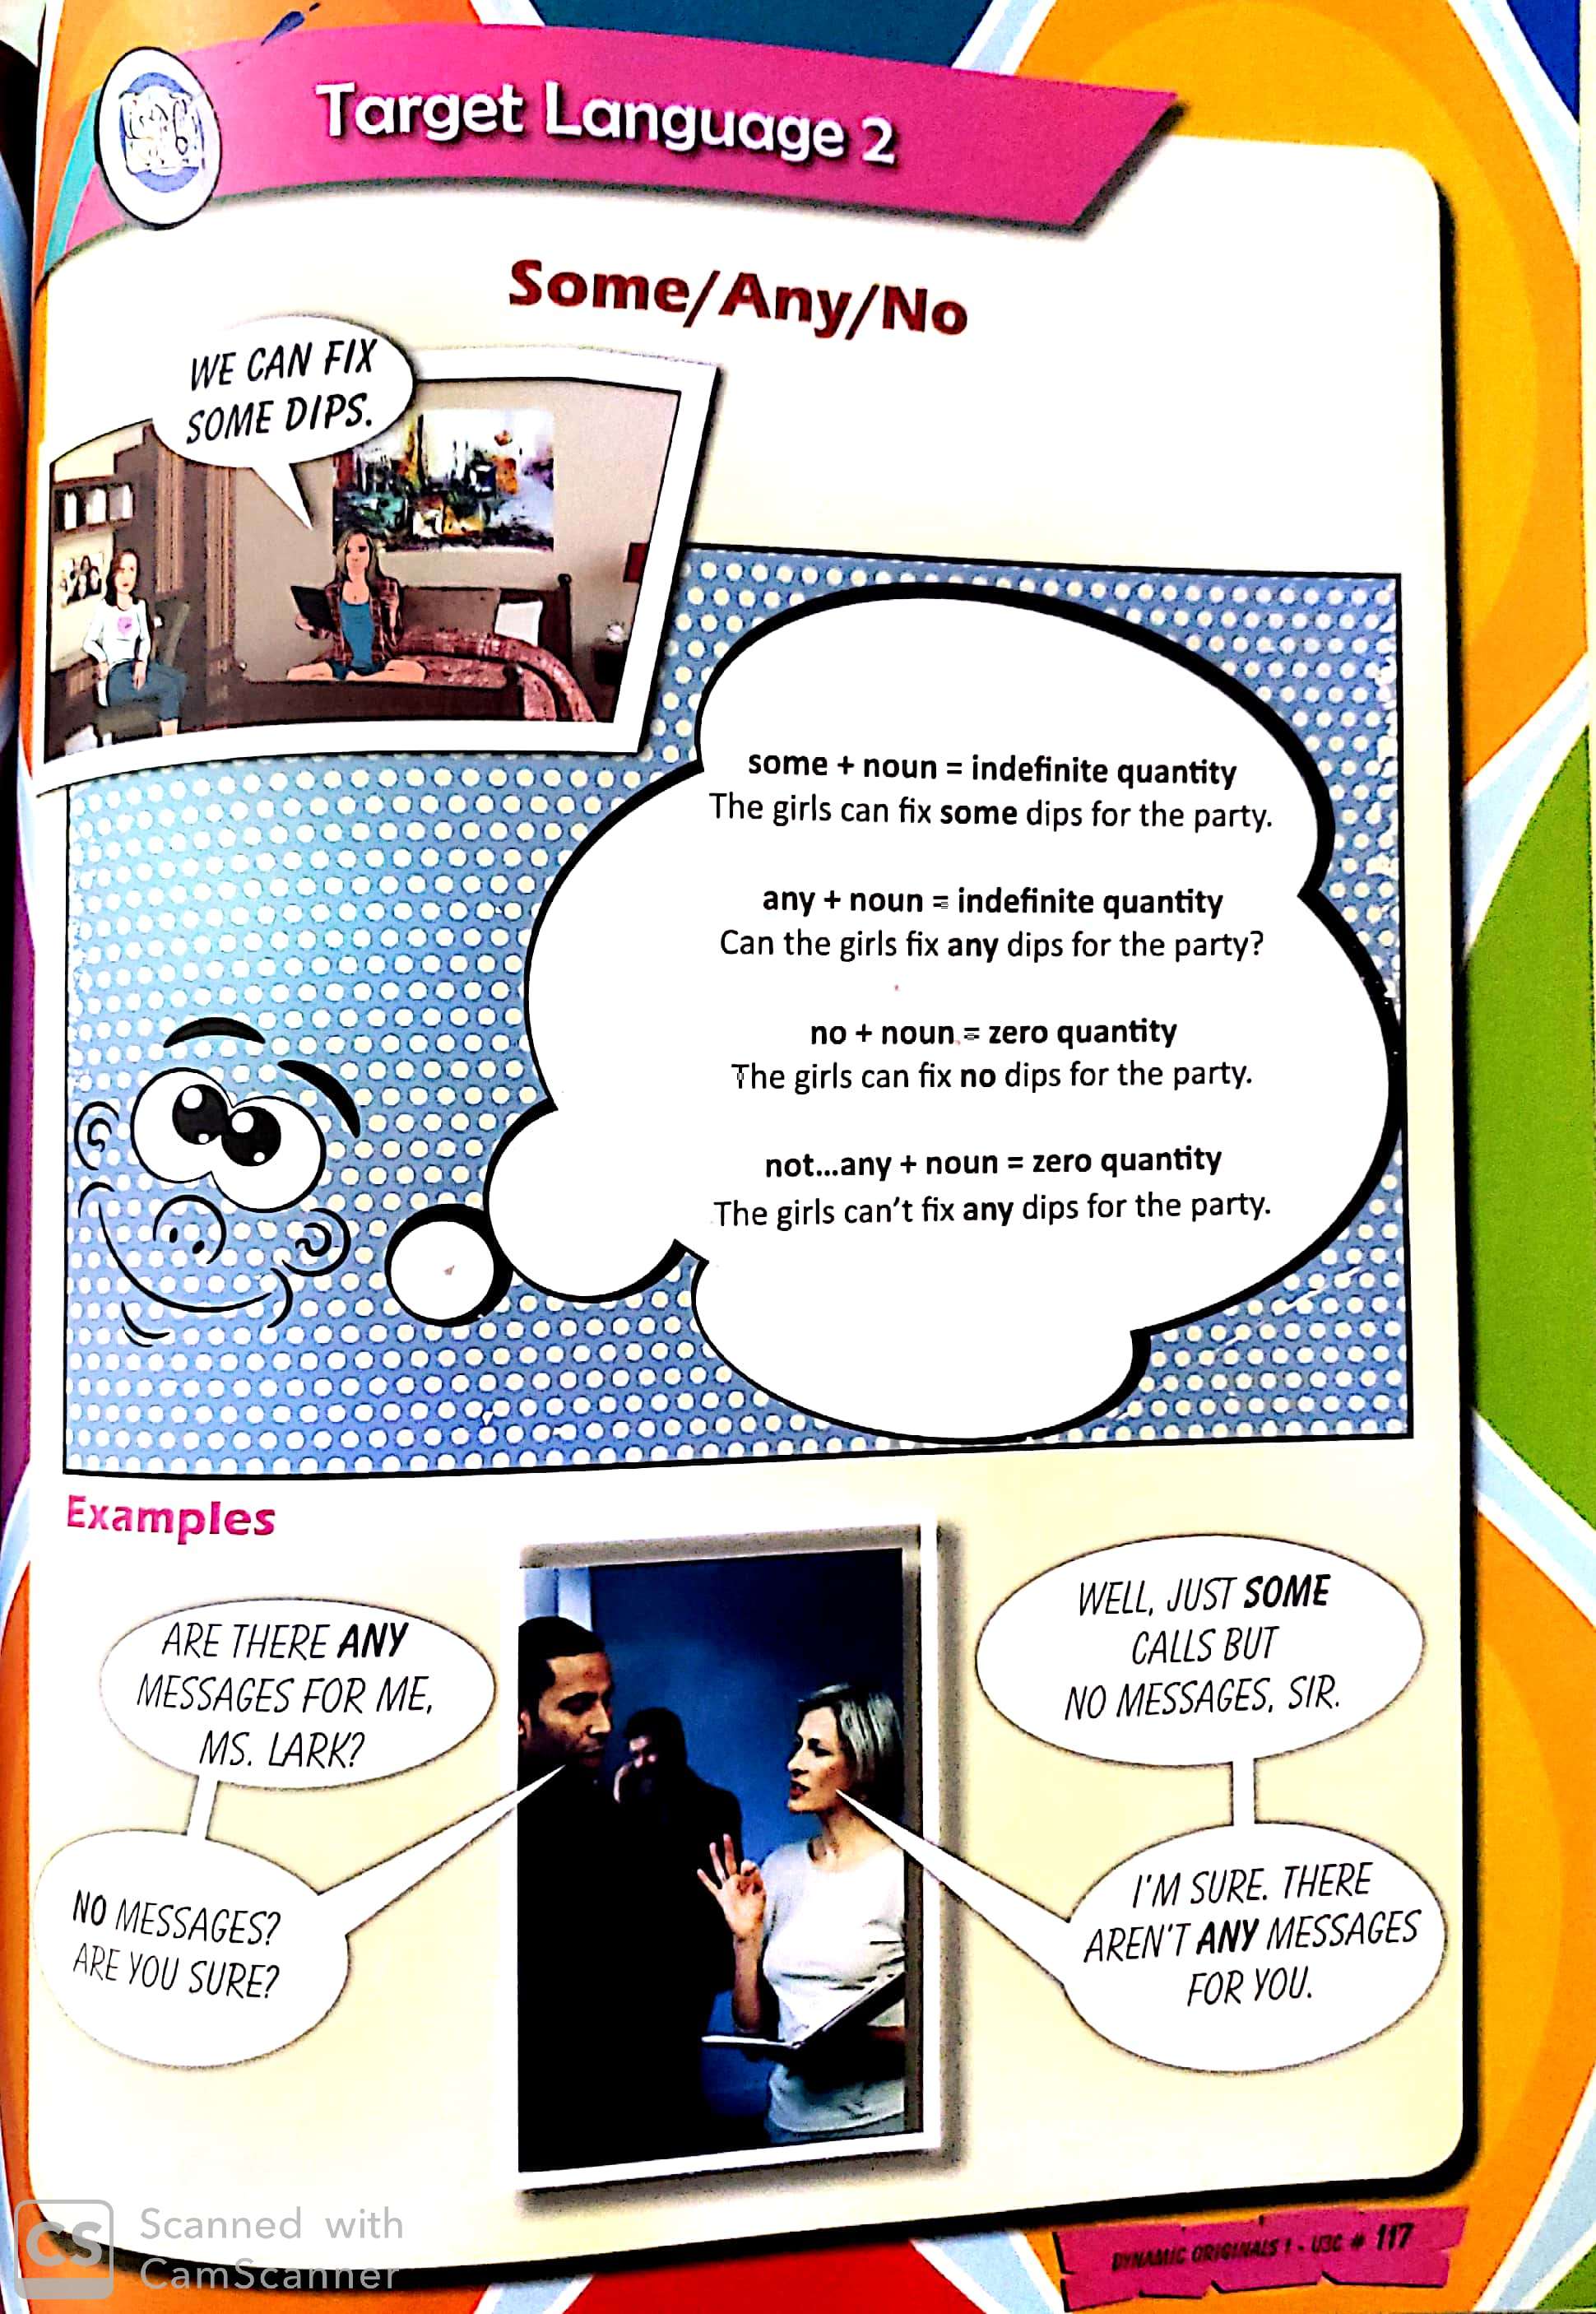 Target Language 2
Some/Any/No
WE CAN FIX
SOME DIPS.
some + noun = indefinite quantity
The girls can fix some dips for the party.
any + noun = indefinite quantity
Can the girls fix any dips for the party?
no + noun = zero quantity
The girls can fix no dips for the party.
not...any + noun = zero quantity
The girls can't fix any dips for the party.
Examples
ARE THERE ANY
MESSAGES FOR ME,
MS. LARK?
WELL, JUST SOME
CALLS BUT
NO MESSAGES, SIR.
NO MESSAGES?
ARE YOU SURE?
I'M SURE. THERE
AREN'T ANY MESSAGES
FOR YOU.
DYNAMIC ORIGINALS 1 - U3C # 117
CS
Scanned with
CamScanner